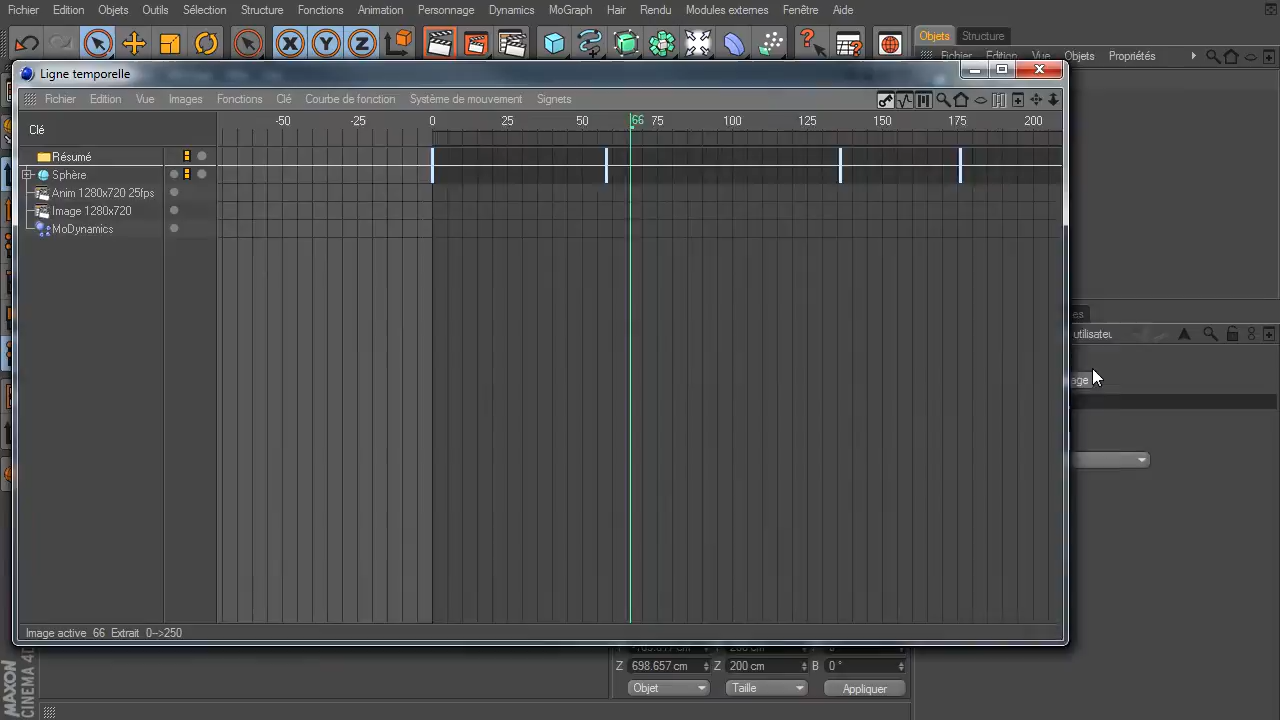 Fichier Edition Objets Outils Sélection Structure Fonctions Animation Personnage Dynamics MoGraph Hair Rendu Modules externes Fenêtre Aide
Objets Structure
Fichier Edition Vue Objets Propriétés
Ligne temporelle
Fichier Edition Vue Images Fonctions Clé Courbe de fonction Système de mouvement Signets
Clé
-50 -25 0 25 50 66 75 100 125 150 175 200
Résumé
Sphère
Anim 1280x720 25fps
Image 1280x720
MoDynamics
es
utilisateu
age
Image active 66 Extrait 0-->250
Z 698.657 cm Z 200 cm B 0 °
Objet Taille Appliquer
MAXON
CINEMA 4D